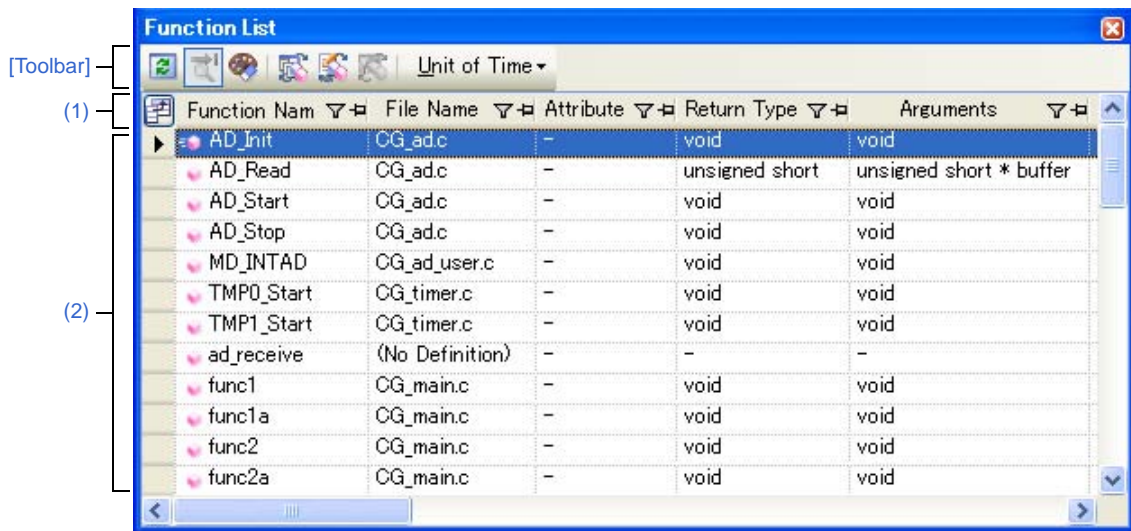 Function List
[Toolbar] Unit of Time
(1) Function Nam File Name Attribute Return Type Arguments
AD_Init CG_ad.c - void void
AD_Read CG_ad.c - unsigned short unsigned short * buffer
AD_Start CG_ad.c - void void
AD_Stop CG_ad.c - void void
MD_INTAD CG_ad_user.c - void void
TMP0_Start CG_timer.c - void void
(2)
TMP1_Start CG_timer.c - void void
ad_receive (No Definition) - - -
func1 CG_main.c - void void
func1a CG_main.c - void void
func2 CG_main.c - void void
func2a CG_main.c - void void